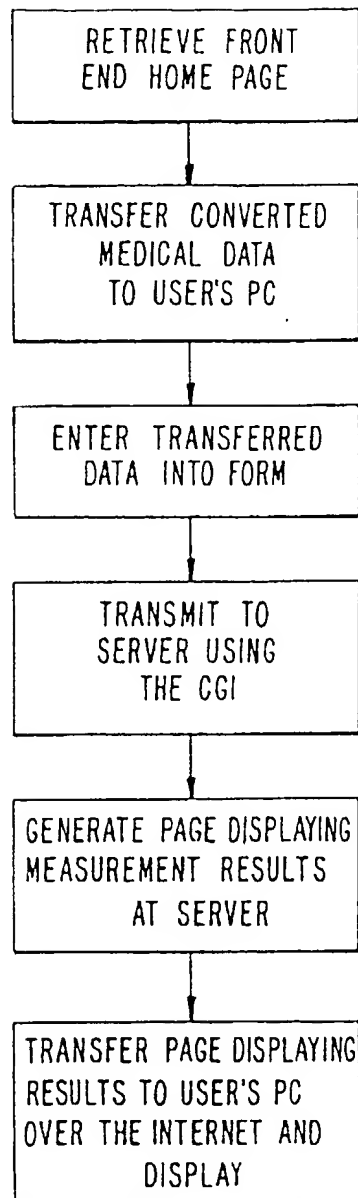 RETRIEVE FRONT
END HOME PAGE
TRANSFER CONVERTED
MEDICAL DATA
TO USER'S PC
ENTER TRANSFERRED
DATA INTO FORM
TRANSMIT TO
SERVER USING
THE CGI
GENERATE PAGE DISPLAYING
MEASUREMENT RESULTS
AT SERVER
TRANSFER PAGE DISPLAYING
RESULTS TO USER'S PC
OVER THE INTERNET AND
DISPLAY